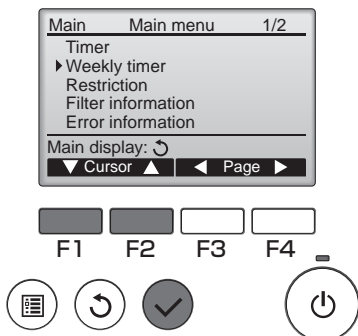 Main Main menu 1/2
Timer
Weekly timer
Restriction
Filter information
Error information
Main display:
Cursor Page
F1 F2 F3 F4